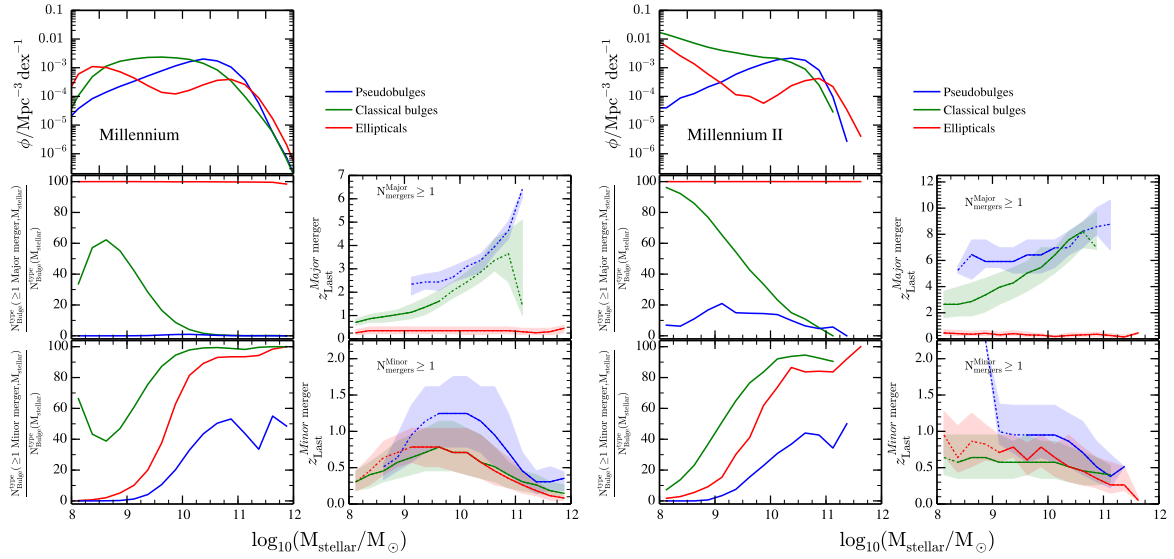 0.1
0.01
10⁻³
10⁻⁴
10⁻⁵
10⁻⁶
ϕ/Mpc⁻³ dex⁻¹
Millennium
Pseudobulges
Classical bulges
Ellipticals
0.1
0.01
10⁻³
10⁻⁴
10⁻⁵
10⁻⁶
ϕ/Mpc⁻³ dex⁻¹
Millennium II
Pseudobulges
Classical bulges
Ellipticals
100
80
60
40
20
0
N^type_Bulge(≥1 Major merger, M_stellar)
N^type_Bulge(M_stellar)
7
6
5
4
3
2
1
0
z^Major merger_Last
N^Major_mergers ≥ 1
100
80
60
40
20
0
N^type_Bulge(≥1 Major merger, M_stellar)
N^type_Bulge(M_stellar)
12
10
8
6
4
2
0
z^Major merger_Last
N^Major_mergers ≥ 1
100
80
60
40
20
0
N^type_Bulge(≥1 Minor merger, M_stellar)
N^type_Bulge(M_stellar)
2.0
1.5
1.0
0.5
0.0
z^Minor merger_Last
N^Minor_mergers ≥ 1
100
80
60
40
20
0
N^type_Bulge(≥1 Minor merger, M_stellar)
N^type_Bulge(M_stellar)
2.0
1.5
1.0
0.5
0.0
z^Minor merger_Last
N^Minor_mergers ≥ 1
8 9 10 11 12
8 9 10 11 12
8 9 10 11 12
8 9 10 11 12
log₁₀(M_stellar/M_⊙)
log₁₀(M_stellar/M_⊙)